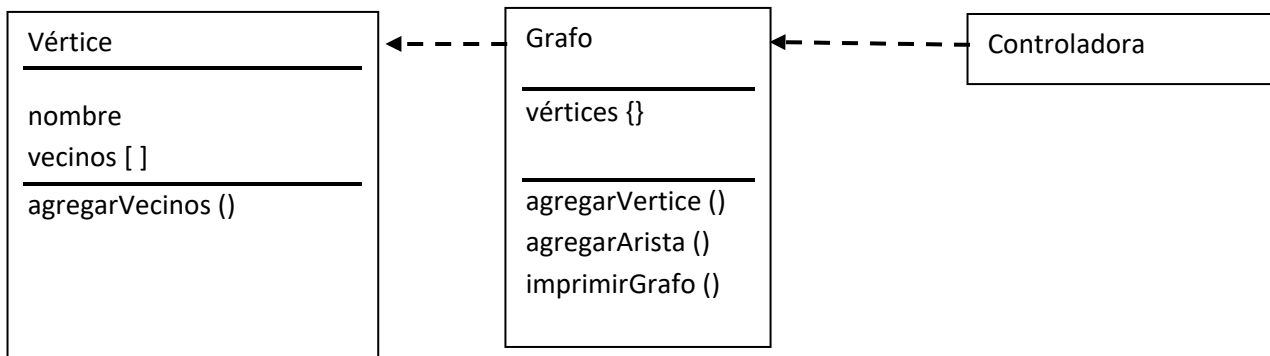 Vértice
nombre
vecinos [ ]
agregarVecinos ()
Grafo
vértices {}
agregarVertice ()
agregarArista ()
imprimirGrafo ()
Controladora